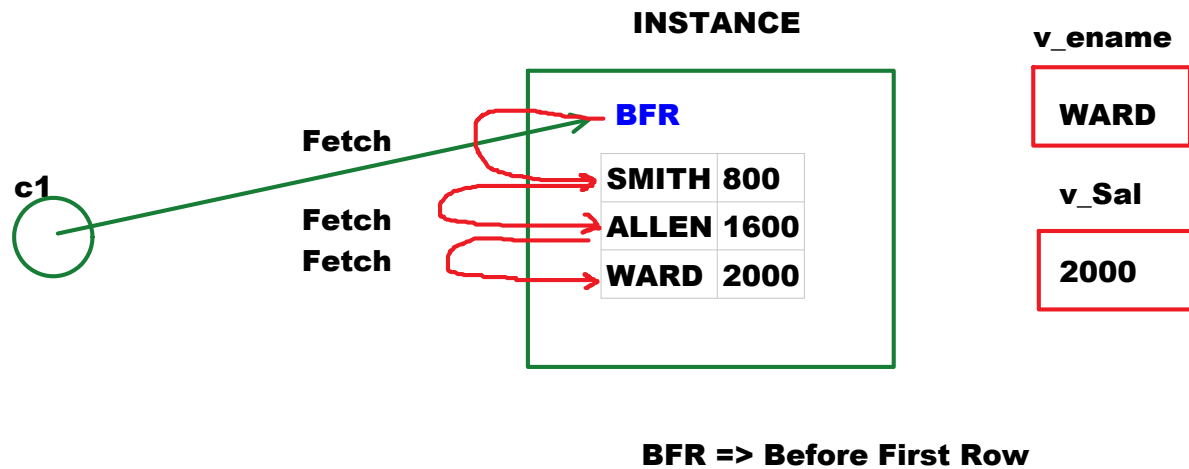 INSTANCE
v_ename
BFR
WARD
Fetch
SMITH 800
c1
v_Sal
Fetch
ALLEN 1600
Fetch
WARD 2000
2000
BFR => Before First Row